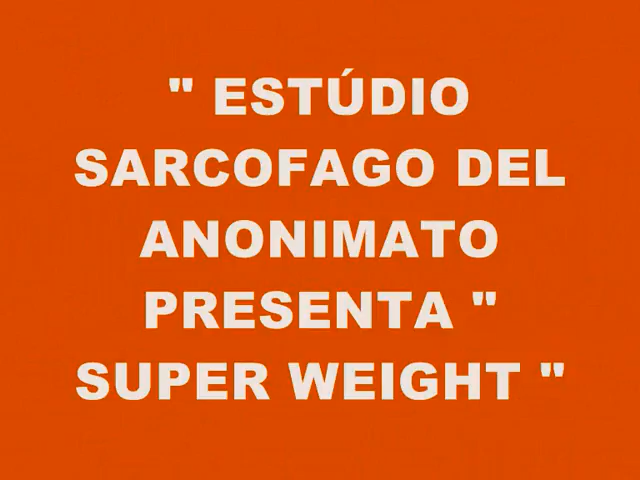 " ESTÚDIO
SARCOFAGO DEL
ANONIMATO
PRESENTA "
SUPER WEIGHT "